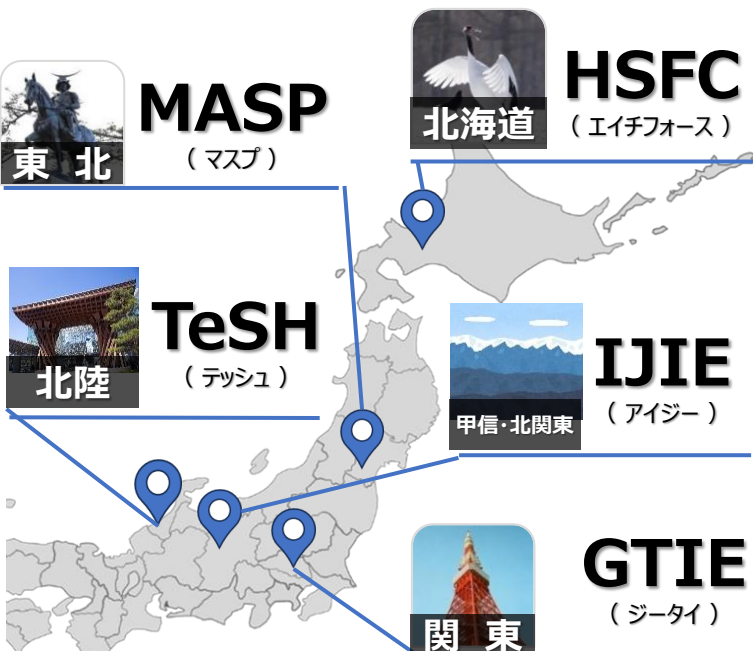 HSFC
北海道
( エイチフォース )
MASP
東 北
( マスプ )
TeSH
北陸
( テッシュ )
IJIE
甲信・北関東
( アイジー )
GTIE
関 東
( ジータイ )